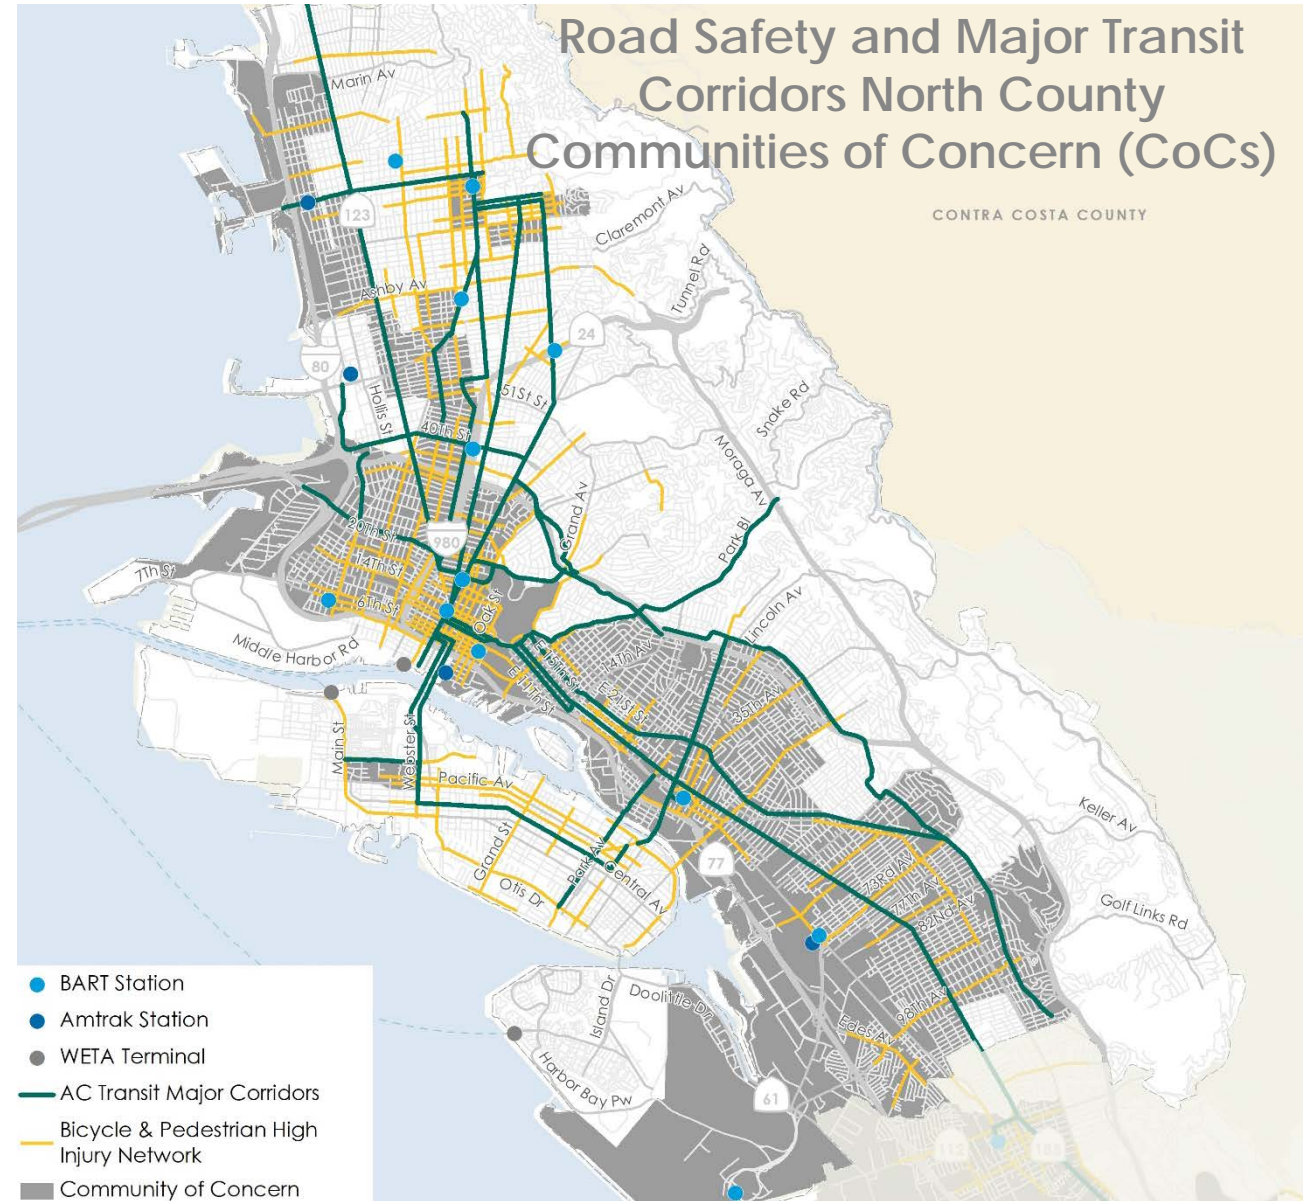 Road Safety and Major Transit
Corridors North County
Communities of Concern (CoCs)
Marin Av
CONTRA COSTA COUNTY
123
Claremont Av
Tunnel Rd
Ashby Av
24
80
Hollis St
51St St
Snake Rd
40Th St
Moraga Av
Grand Av
20Th St
980
Park Bl
14Th St
7Th St
6Th St
Oak St
Lincoln Av
Middle Harbor Rd
14Th Av
E 15Th St
E 11Th St
E 21St St
35Th Av
Main St
Webster St
Pacific Av
Keller Av
Grand St
Park Av
77
Central Av
73Rd Av
77Th Av
82Nd Av
Otis Dr
Golf Links Rd
Island Dr
Doolittle Dr
98Th Av
Edes Av
Harbor Bay Pw
61
112
BART Station
Amtrak Station
WETA Terminal
AC Transit Major Corridors
Bicycle & Pedestrian High
Injury Network
Community of Concern